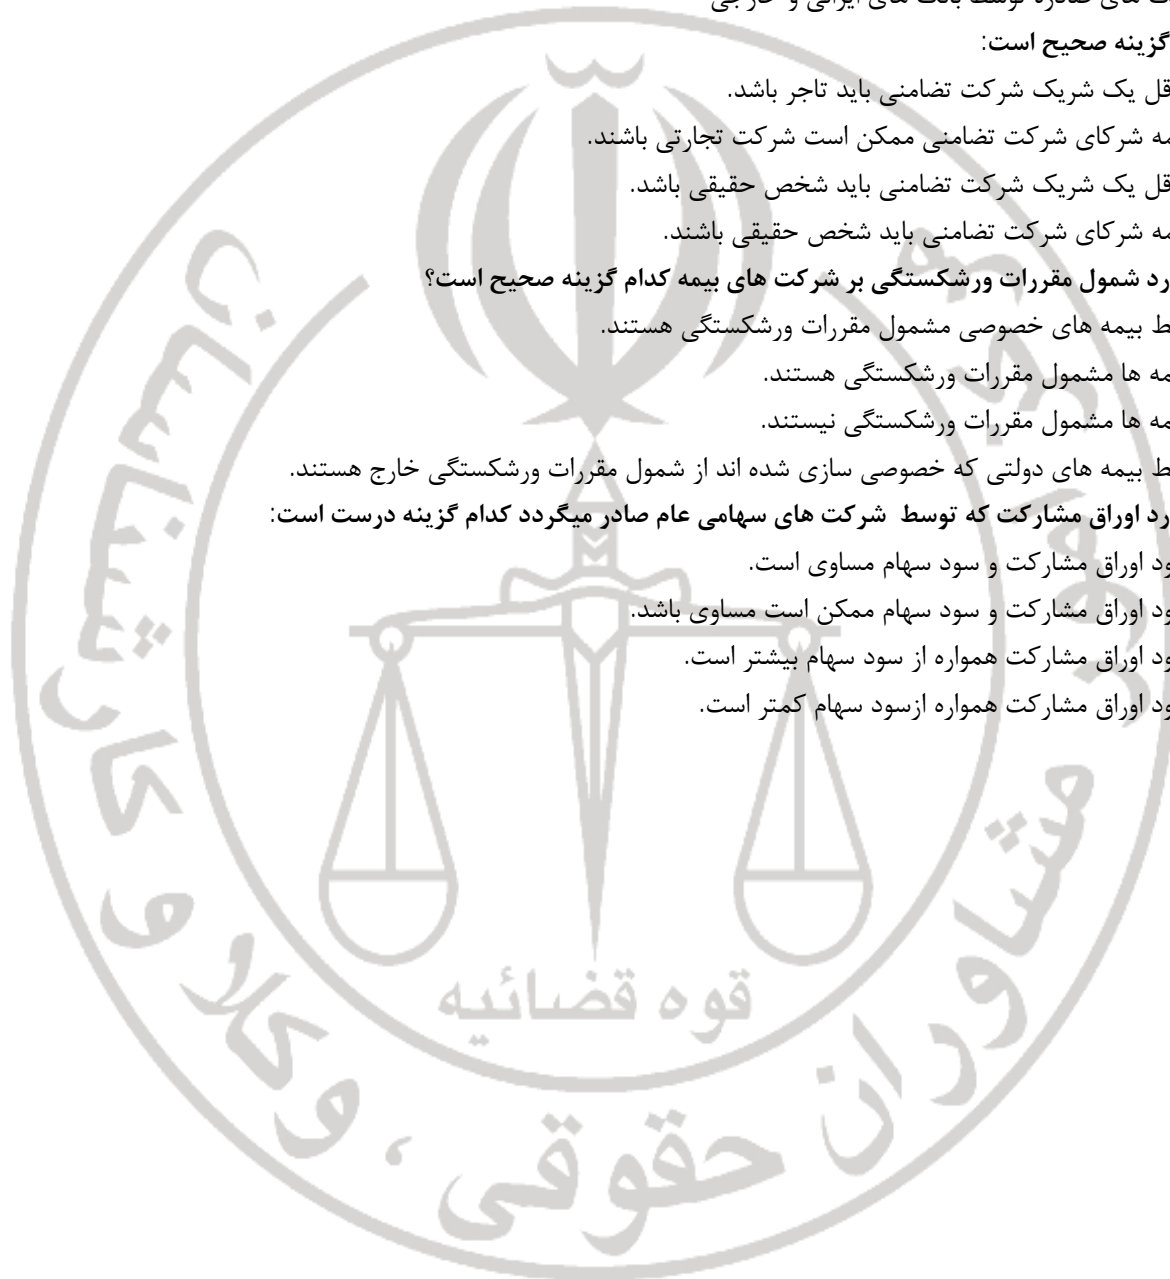 های صادره توسط بانک های ایرانی و خارجی
گزینه صحیح است:
قل یک شریک شرکت تضامنی باید تاجر باشد.
مه شرکای شرکت تضامنی ممکن است شرکت تجارتی باشند.
قل یک شریک شرکت تضامنی باید شخص حقیقی باشد.
مه شرکای شرکت تضامنی باید شخص حقیقی باشند.
رد شمول مقررات ورشکستگی بر شرکت های بیمه کدام گزینه صحیح است؟
ط بیمه های خصوصی مشمول مقررات ورشکستگی هستند.
مه ها مشمول مقررات ورشکستگی هستند.
مه ها مشمول مقررات ورشکستگی نیستند.
ط بیمه های دولتی که خصوصی سازی شده اند از شمول مقررات ورشکستگی خارج هستند.
رد اوراق مشارکت که توسط شرکت های سهامی عام صادر میگردد کدام گزینه درست است:
ود اوراق مشارکت و سود سهام مساوی است.
ود اوراق مشارکت و سود سهام ممکن است مساوی باشد.
ود اوراق مشارکت همواره از سود سهام بیشتر است.
ود اوراق مشارکت همواره ازسود سهام کمتر است.
قوه قضائیه
مرکز امور مشاوران حقوقی، وکلا و کارشناسان